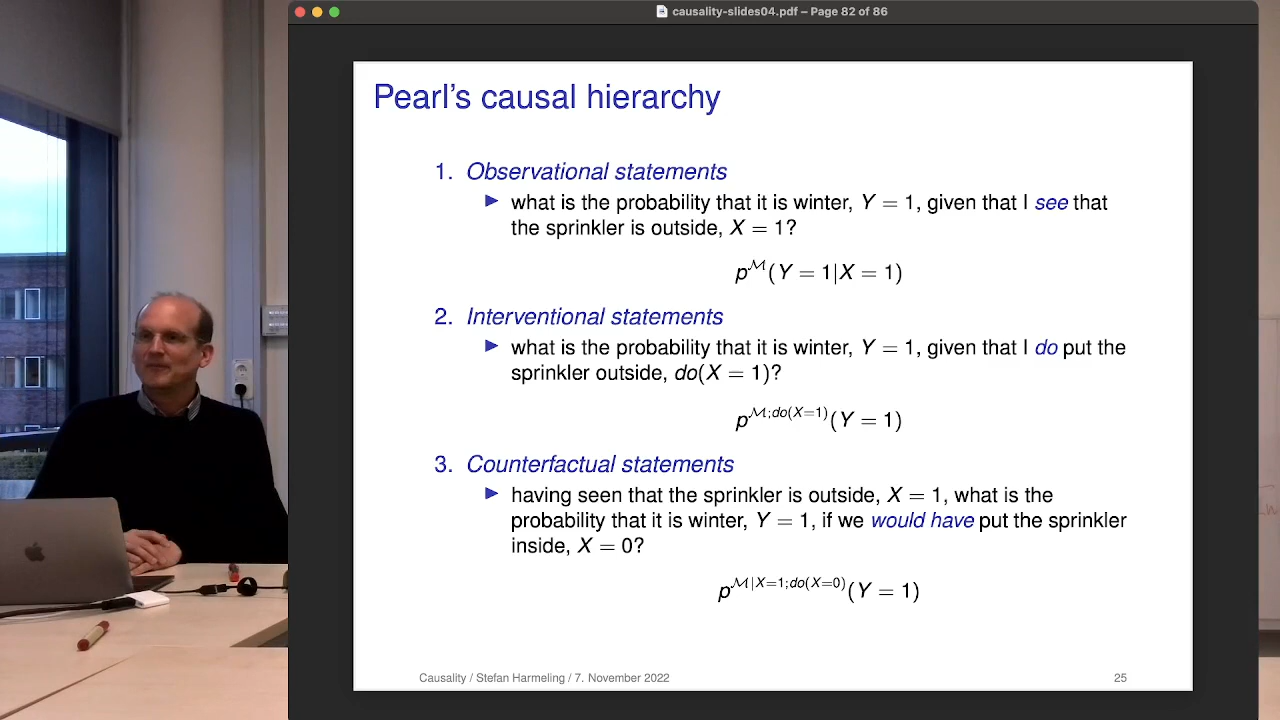 causality-slides04.pdf – Page 82 of 86
Pearl's causal hierarchy
1. Observational statements
▶ what is the probability that it is winter, Y = 1, given that I see that
the sprinkler is outside, X = 1?
p^M(Y = 1|X = 1)
2. Interventional statements
▶ what is the probability that it is winter, Y = 1, given that I do put the
sprinkler outside, do(X = 1)?
p^M;do(X=1)(Y = 1)
3. Counterfactual statements
▶ having seen that the sprinkler is outside, X = 1, what is the
probability that it is winter, Y = 1, if we would have put the sprinkler
inside, X = 0?
p^M|X=1;do(X=0)(Y = 1)
Causality / Stefan Harmeling / 7. November 2022
25